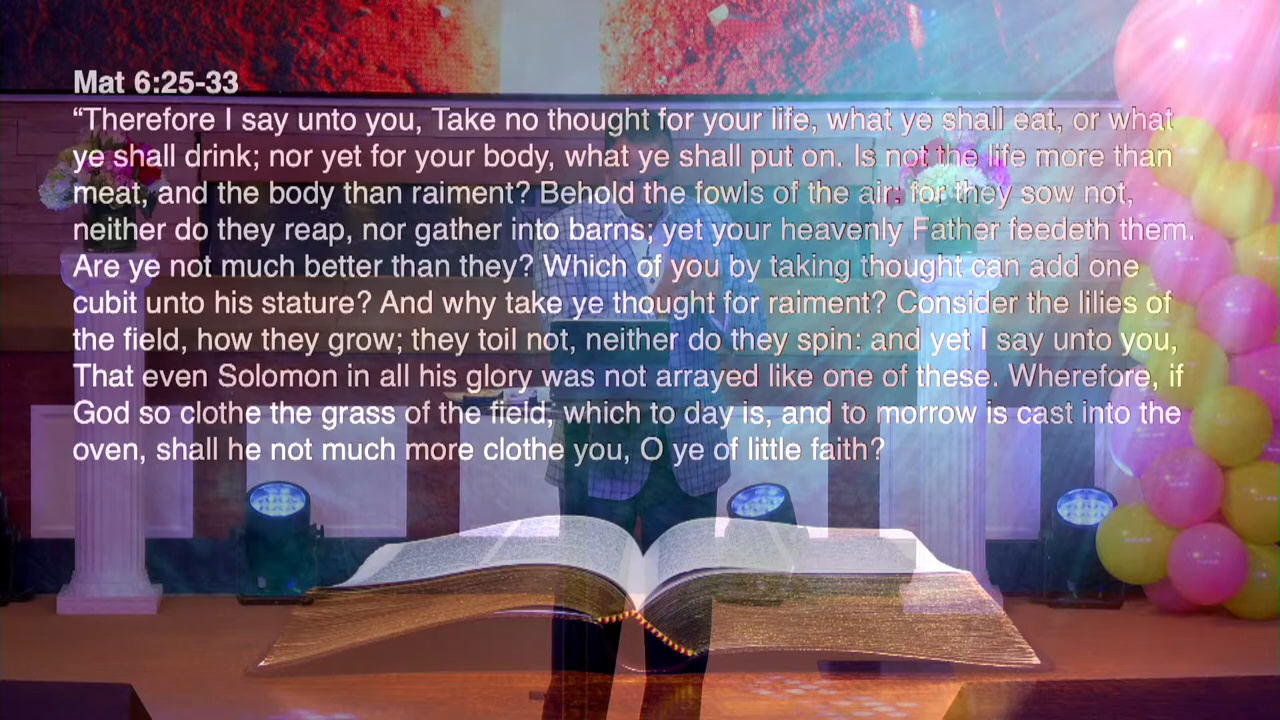 Mat 6:25-33
“Therefore I say unto you, Take no thought for your life, what ye shall eat, or what
ye shall drink; nor yet for your body, what ye shall put on. Is not the life more than
meat, and the body than raiment? Behold the fowls of the air: for they sow not,
neither do they reap, nor gather into barns; yet your heavenly Father feedeth them.
Are ye not much better than they? Which of you by taking thought can add one
cubit unto his stature? And why take ye thought for raiment? Consider the lilies of
the field, how they grow; they toil not, neither do they spin: and yet I say unto you,
That even Solomon in all his glory was not arrayed like one of these. Wherefore, if
God so clothe the grass of the field, which to day is, and to morrow is cast into the
oven, shall he not much more clothe you, O ye of little faith?